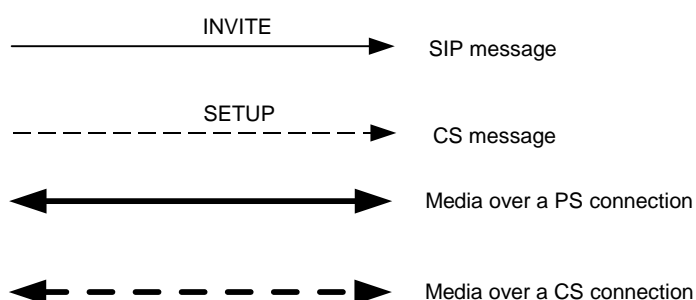 INVITE
SIP message
SETUP
CS message
Media over a PS connection
Media over a CS connection